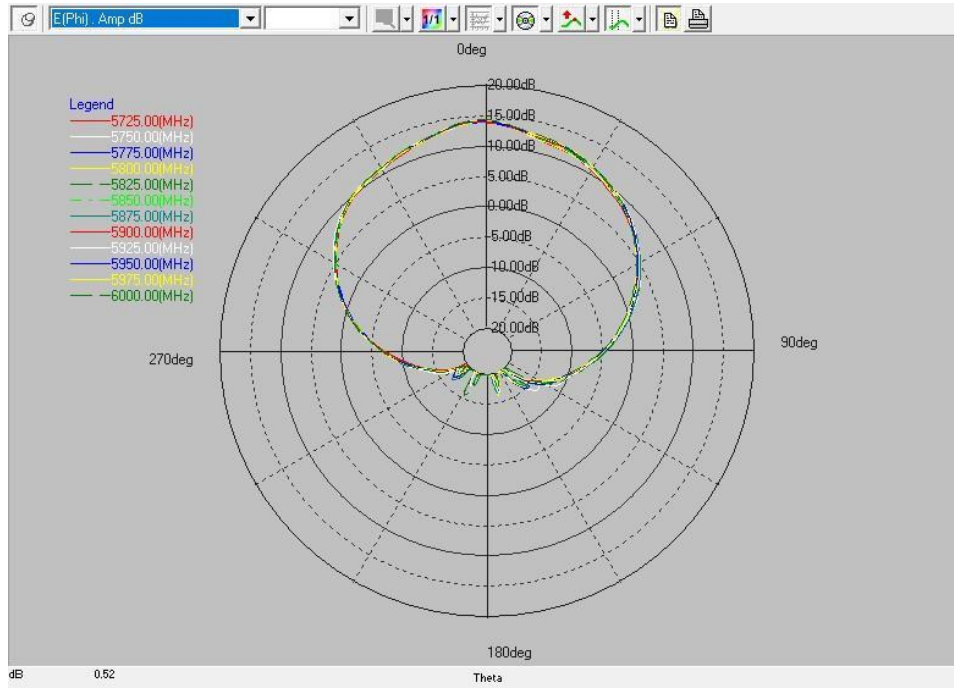 E(Phi) . Amp dB
1/1
0deg
20.00dB
15.00dB
10.00dB
5.00dB
0.00dB
-5.00dB
-10.00dB
-15.00dB
-20.00dB
Legend
5725.00(MHz)
5750.00(MHz)
5775.00(MHz)
5800.00(MHz)
5825.00(MHz)
5850.00(MHz)
5875.00(MHz)
5900.00(MHz)
5925.00(MHz)
5950.00(MHz)
5975.00(MHz)
6000.00(MHz)
270deg
90deg
180deg
dB 0.52 Theta